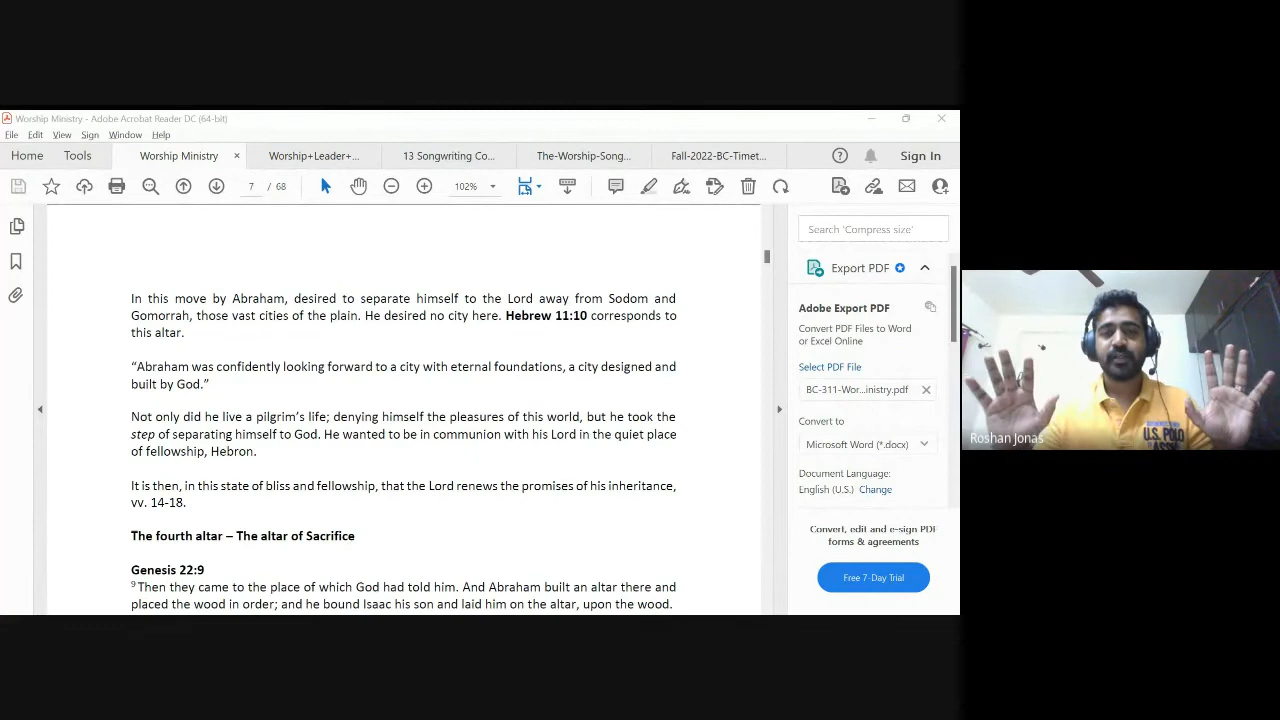 Worship Ministry - Adobe Acrobat Reader DC (64-bit)
File Edit View Sign Window Help
Home Tools Worship Ministry × Worship+Leader+... 13 Songwriting Co... The-Worship-Song... Fall-2022-BC-Timet... Sign In
7 / 68 102%
In this move by Abraham, desired to separate himself to the Lord away from Sodom and
Gomorrah, those vast cities of the plain. He desired no city here. Hebrew 11:10 corresponds to
this altar.
“Abraham was confidently looking forward to a city with eternal foundations, a city designed and
built by God.”
Not only did he live a pilgrim’s life; denying himself the pleasures of this world, but he took the
step of separating himself to God. He wanted to be in communion with his Lord in the quiet place
of fellowship, Hebron.
It is then, in this state of bliss and fellowship, that the Lord renews the promises of his inheritance,
vv. 14-18.
The fourth altar – The altar of Sacrifice
Genesis 22:9
9 Then they came to the place of which God had told him. And Abraham built an altar there and
placed the wood in order; and he bound Isaac his son and laid him on the altar, upon the wood.
Search 'Compress size'
Export PDF
Adobe Export PDF
Convert PDF Files to Word
or Excel Online
Select PDF File
BC-311-Wor...inistry.pdf
Convert to
Microsoft Word (*.docx)
Document Language:
English (U.S.) Change
Convert, edit and e-sign PDF
forms & agreements
Free 7-Day Trial
Roshan Jonas
U.S. POLO